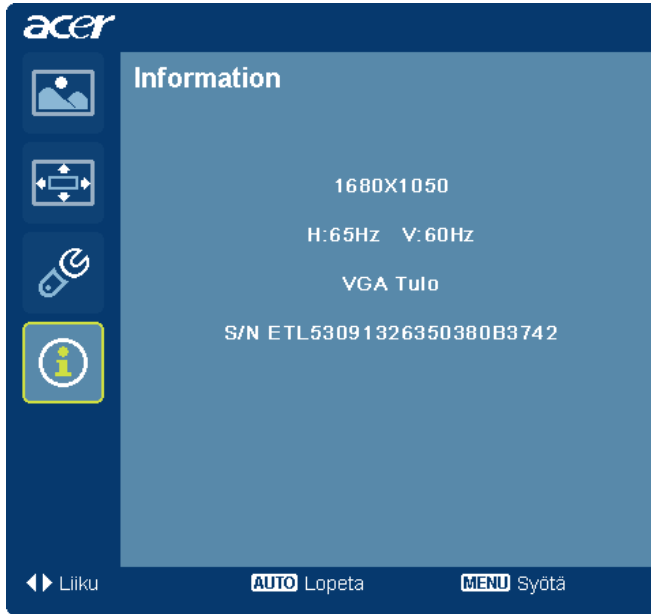 acer
Information
1680X1050
H:65Hz V:60Hz
VGA Tulo
S/N ETL53091326350380B3742
Liiku
AUTO Lopeta
MENU Syötä